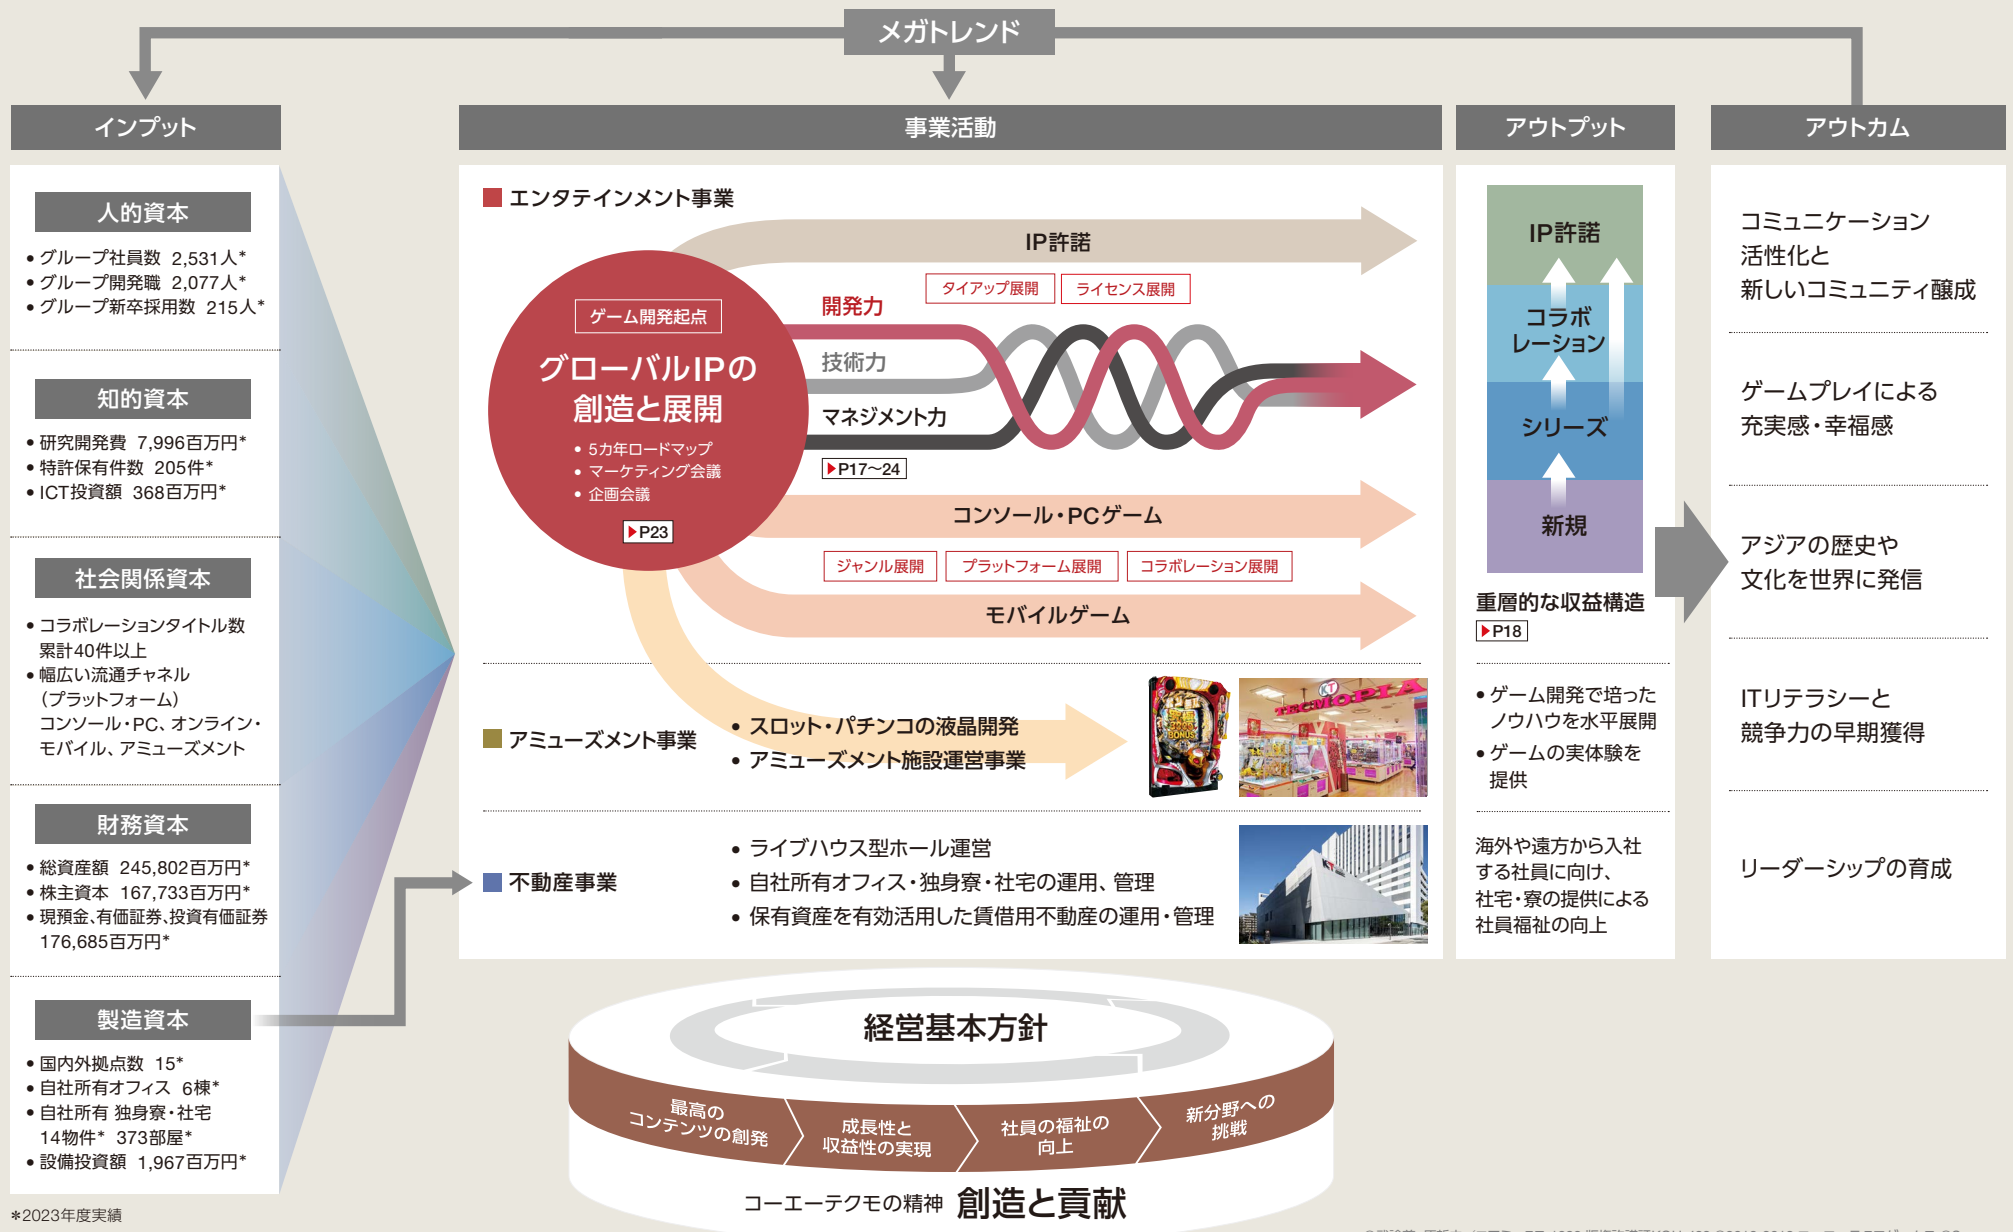 メガトレンド
インプット
人的資本
• グループ社員数 2,531人*
• グループ開発職 2,077人*
• グループ新卒採用数 215人*
知的資本
• 研究開発費 7,996百万円*
• 特許保有件数 205件*
• ICT投資額 368百万円*
社会関係資本
• コラボレーションタイトル数
累計40件以上
• 幅広い流通チャネル
（プラットフォーム）
コンソール・PC、オンライン・
モバイル、アミューズメント
財務資本
• 総資産額 245,802百万円*
• 株主資本 167,733百万円*
• 現預金、有価証券、投資有価証券
176,685百万円*
製造資本
• 国内外拠点数 15*
• 自社所有オフィス 6棟*
• 自社所有 独身寮・社宅
14物件* 373部屋*
• 設備投資額 1,967百万円*
*2023年度実績
事業活動
エンタテインメント事業
ゲーム開発起点
グローバルIPの
創造と展開
• 5カ年ロードマップ
• マーケティング会議
• 企画会議
▶P23
IP許諾
タイアップ展開
ライセンス展開
開発力
技術力
マネジメント力
▶P17～24
コンソール・PCゲーム
ジャンル展開
プラットフォーム展開
コラボレーション展開
モバイルゲーム
アミューズメント事業
• スロット・パチンコの液晶開発
• アミューズメント施設運営事業
BONUS
KT
TECMOPIA
不動産事業
• ライブハウス型ホール運営
• 自社所有オフィス・独身寮・社宅の運用、管理
• 保有資産を有効活用した賃借用不動産の運用・管理
KT
アウトプット
IP許諾
コラボ
レーション
シリーズ
新規
重層的な収益構造
▶P18
• ゲーム開発で培った
ノウハウを水平展開
• ゲームの実体験を
提供
海外や遠方から入社
する社員に向け、
社宅・寮の提供による
社員福祉の向上
アウトカム
コミュニケーション
活性化と
新しいコミュニティ醸成
ゲームプレイによる
充実感・幸福感
アジアの歴史や
文化を世界に発信
ITリテラシーと
競争力の早期獲得
リーダーシップの育成
経営基本方針
最高の
コンテンツの創発
成長性と
収益性の実現
社員の福祉の
向上
新分野への
挑戦
コーエーテクモの精神 創造と貢献